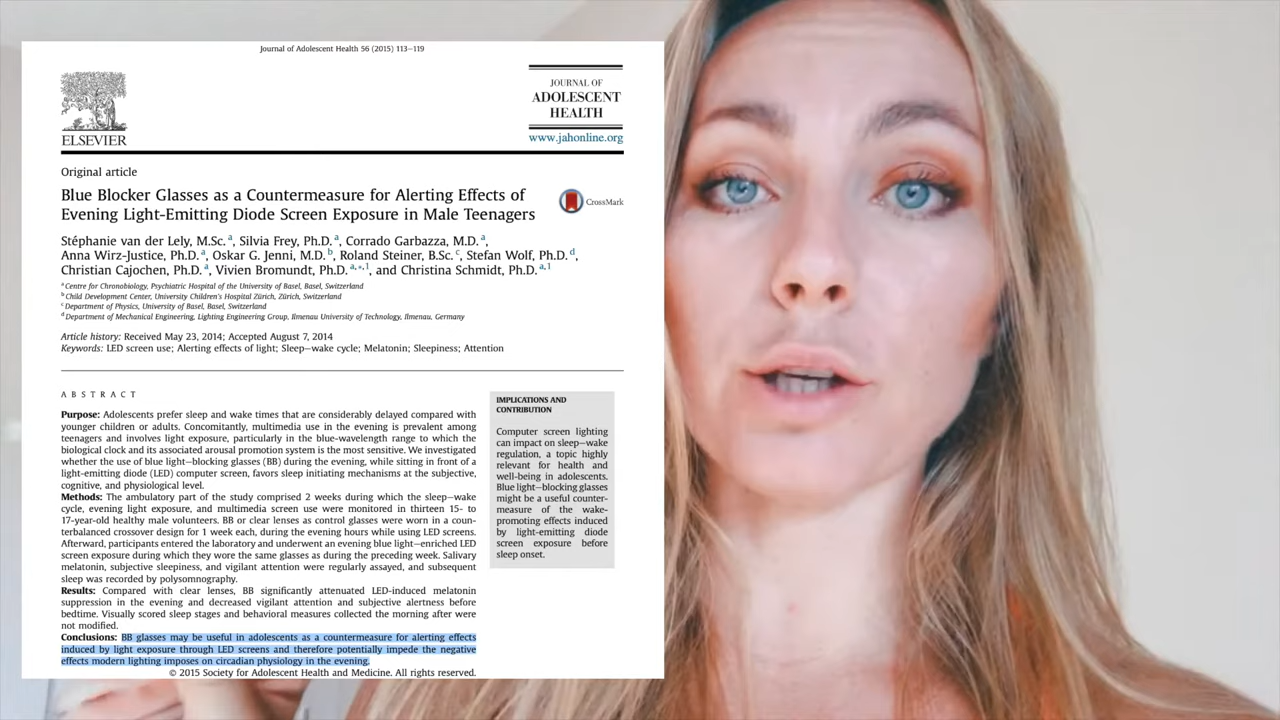 Journal of Adolescent Health 56 (2015) 113–119
JOURNAL OF
ADOLESCENT
HEALTH
ELSEVIER
www.jahonline.org
Original article
Blue Blocker Glasses as a Countermeasure for Alerting Effects of
Evening Light-Emitting Diode Screen Exposure in Male Teenagers
CrossMark
Stéphanie van der Lely, M.Sc. a, Silvia Frey, Ph.D. a, Corrado Garbazza, M.D. a,
Anna Wirz-Justice, Ph.D. a, Oskar G. Jenni, M.D. b, Roland Steiner, B.Sc. c, Stefan Wolf, Ph.D. d,
Christian Cajochen, Ph.D. a, Vivien Bromundt, Ph.D. a,*,1, and Christina Schmidt, Ph.D. a,1
a Centre for Chronobiology, Psychiatric Hospital of the University of Basel, Basel, Switzerland
b Child Development Center, University Children's Hospital Zürich, Zürich, Switzerland
c Department of Physics, University of Basel, Basel, Switzerland
d Department of Mechanical Engineering, Lighting Engineering Group, Ilmenau University of Technology, Ilmenau, Germany
Article history: Received May 23, 2014; Accepted August 7, 2014
Keywords: LED screen use; Alerting effects of light; Sleep–wake cycle; Melatonin; Sleepiness; Attention
ABSTRACT
Purpose: Adolescents prefer sleep and wake times that are considerably delayed compared with
younger children or adults. Concomitantly, multimedia use in the evening is prevalent among
teenagers and involves light exposure, particularly in the blue-wavelength range to which the
biological clock and its associated arousal promotion system is the most sensitive. We investigated
whether the use of blue light–blocking glasses (BB) during the evening, while sitting in front of a
light-emitting diode (LED) computer screen, favors sleep initiating mechanisms at the subjective,
cognitive, and physiological level.
Methods: The ambulatory part of the study comprised 2 weeks during which the sleep–wake
cycle, evening light exposure, and multimedia screen use were monitored in thirteen 15- to
17-year-old healthy male volunteers. BB or clear lenses as control glasses were worn in a coun-
terbalanced crossover design for 1 week each, during the evening hours while using LED screens.
Afterward, participants entered the laboratory and underwent an evening blue light–enriched LED
screen exposure during which they wore the same glasses as during the preceding week. Salivary
melatonin, subjective sleepiness, and vigilant attention were regularly assayed, and subsequent
sleep was recorded by polysomnography.
Results: Compared with clear lenses, BB significantly attenuated LED-induced melatonin
suppression in the evening and decreased vigilant attention and subjective alertness before
bedtime. Visually scored sleep stages and behavioral measures collected the morning after were
not modified.
Conclusions: BB glasses may be useful in adolescents as a countermeasure for alerting effects
induced by light exposure through LED screens and therefore potentially impede the negative
effects modern lighting imposes on circadian physiology in the evening.
© 2015 Society for Adolescent Health and Medicine. All rights reserved.
IMPLICATIONS AND
CONTRIBUTION
Computer screen lighting
can impact on sleep–wake
regulation, a topic highly
relevant for health and
well-being in adolescents.
Blue light–blocking glasses
might be a useful counter-
measure of the wake-
promoting effects induced
by light-emitting diode
screen exposure before
sleep onset.